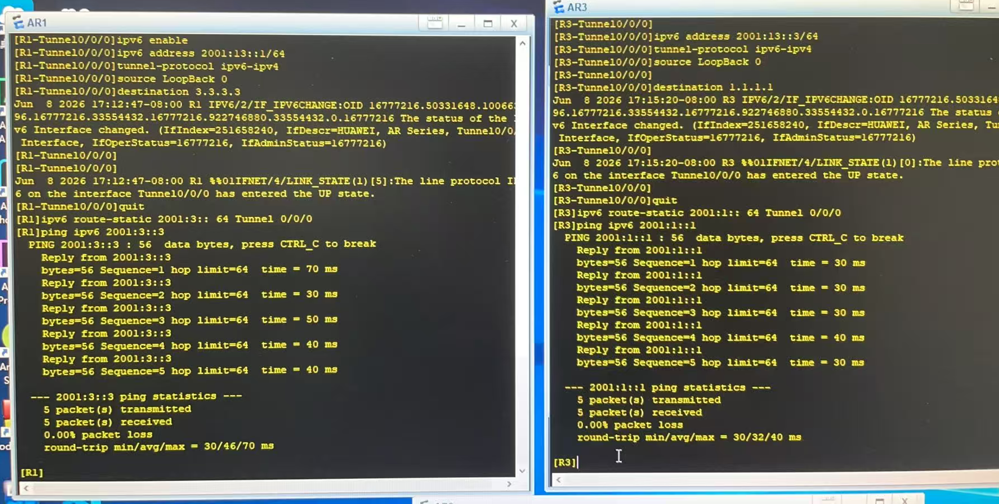 AR1
[R1-Tunnel0/0/0]ipv6 enable
[R1-Tunnel0/0/0]ipv6 address 2001:13::1/64
[R1-Tunnel0/0/0]tunnel-protocol ipv6-ipv4
[R1-Tunnel0/0/0]source LoopBack 0
[R1-Tunnel0/0/0]destination 3.3.3.3
Jun  8 2026 17:12:47-08:00 R1 IPV6/2/IF_IPV6CHANGE:OID 16777216.50331648.10066
96.16777216.33554432.16777216.922746880.33554432.0.16777216 The status of the
v6 Interface changed. (IfIndex=251658240, IfDescr=HUAWEI, AR Series, Tunnel0/0/
Interface, IfOperStatus=16777216, IfAdminStatus=16777216)
[R1-Tunnel0/0/0]
[R1-Tunnel0/0/0]
Jun  8 2026 17:12:47-08:00 R1 %%01IFNET/4/LINK_STATE(l)[5]:The line protocol
6 on the interface Tunnel0/0/0 has entered the UP state.
[R1-Tunnel0/0/0]quit
[R1]ipv6 route-static 2001:3:: 64 Tunnel 0/0/0
[R1]ping ipv6 2001:3::3
PING 2001:3::3 : 56  data bytes, press CTRL_C to break
Reply from 2001:3::3
bytes=56 Sequence=1 hop limit=64  time = 70 ms
Reply from 2001:3::3
bytes=56 Sequence=2 hop limit=64  time = 30 ms
Reply from 2001:3::3
bytes=56 Sequence=3 hop limit=64  time = 50 ms
Reply from 2001:3::3
bytes=56 Sequence=4 hop limit=64  time = 40 ms
Reply from 2001:3::3
bytes=56 Sequence=5 hop limit=64  time = 40 ms
--- 2001:3::3 ping statistics ---
5 packet(s) transmitted
5 packet(s) received
0.00% packet loss
round-trip min/avg/max = 30/46/70 ms
[R1]
AR3
[R3-Tunnel0/0/0]
[R3-Tunnel0/0/0]ipv6 address 2001:13::3/64
[R3-Tunnel0/0/0]tunnel-protocol ipv6-ipv4
[R3-Tunnel0/0/0]source LoopBack 0
[R3-Tunnel0/0/0]
[R3-Tunnel0/0/0]destination 1.1.1.1
Jun  8 2026 17:15:20-08:00 R3 IPV6/2/IF_IPV6CHANGE:OID 16777216.5033164
96.16777216.33554432.16777216.922746880.33554432.0.16777216 The status
v6 Interface changed. (IfIndex=251658240, IfDescr=HUAWEI, AR Series, Tu
Interface, IfOperStatus=16777216, IfAdminStatus=16777216)
[R3-Tunnel0/0/0]
Jun  8 2026 17:15:20-08:00 R3 %%01IFNET/4/LINK_STATE(l)[0]:The line pro
6 on the interface Tunnel0/0/0 has entered the UP state.
[R3-Tunnel0/0/0]
[R3-Tunnel0/0/0]quit
[R3]ipv6 route-static 2001:1:: 64 Tunnel 0/0/0
[R3]ping ipv6 2001:1::1
PING 2001:1::1 : 56  data bytes, press CTRL_C to break
Reply from 2001:1::1
bytes=56 Sequence=1 hop limit=64  time = 30 ms
Reply from 2001:1::1
bytes=56 Sequence=2 hop limit=64  time = 30 ms
Reply from 2001:1::1
bytes=56 Sequence=3 hop limit=64  time = 30 ms
Reply from 2001:1::1
bytes=56 Sequence=4 hop limit=64  time = 40 ms
Reply from 2001:1::1
bytes=56 Sequence=5 hop limit=64  time = 30 ms
--- 2001:1::1 ping statistics ---
5 packet(s) transmitted
5 packet(s) received
0.00% packet loss
round-trip min/avg/max = 30/32/40 ms
[R3]